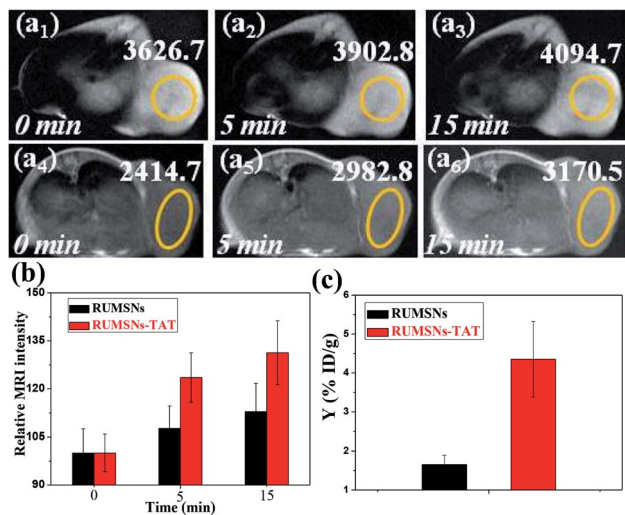 (a1) 3626.7 0 min
(a2) 3902.8 5 min
(a3) 4094.7 15 min
(a4) 2414.7 0 min
(a5) 2982.8 5 min
(a6) 3170.5 15 min
(b)
Relative MRI intensity
150
135
120
105
90
RUMSNs
RUMSNs-TAT
0 5 15
Time (min)
(c)
Y (% ID/g)
6
5
4
3
2
1
RUMSNs
RUMSNs-TAT